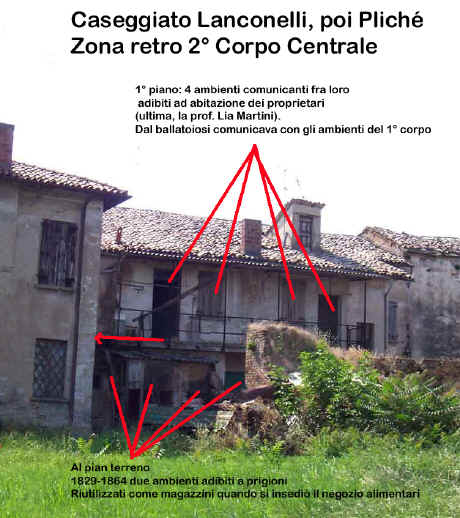 Caseggiato Lanconelli, poi Pliché
Zona retro 2° Corpo Centrale
1° piano: 4 ambienti comunicanti fra loro
adibiti ad abitazione dei proprietari
(ultima, la prof. Lia Martini).
Dal ballatoiosi comunicava con gli ambienti del 1° corpo
Al pian terreno
1829-1864 due ambienti adibiti a prigioni
Riutilizzati come magazzini quando si insediò il negozio alimentari